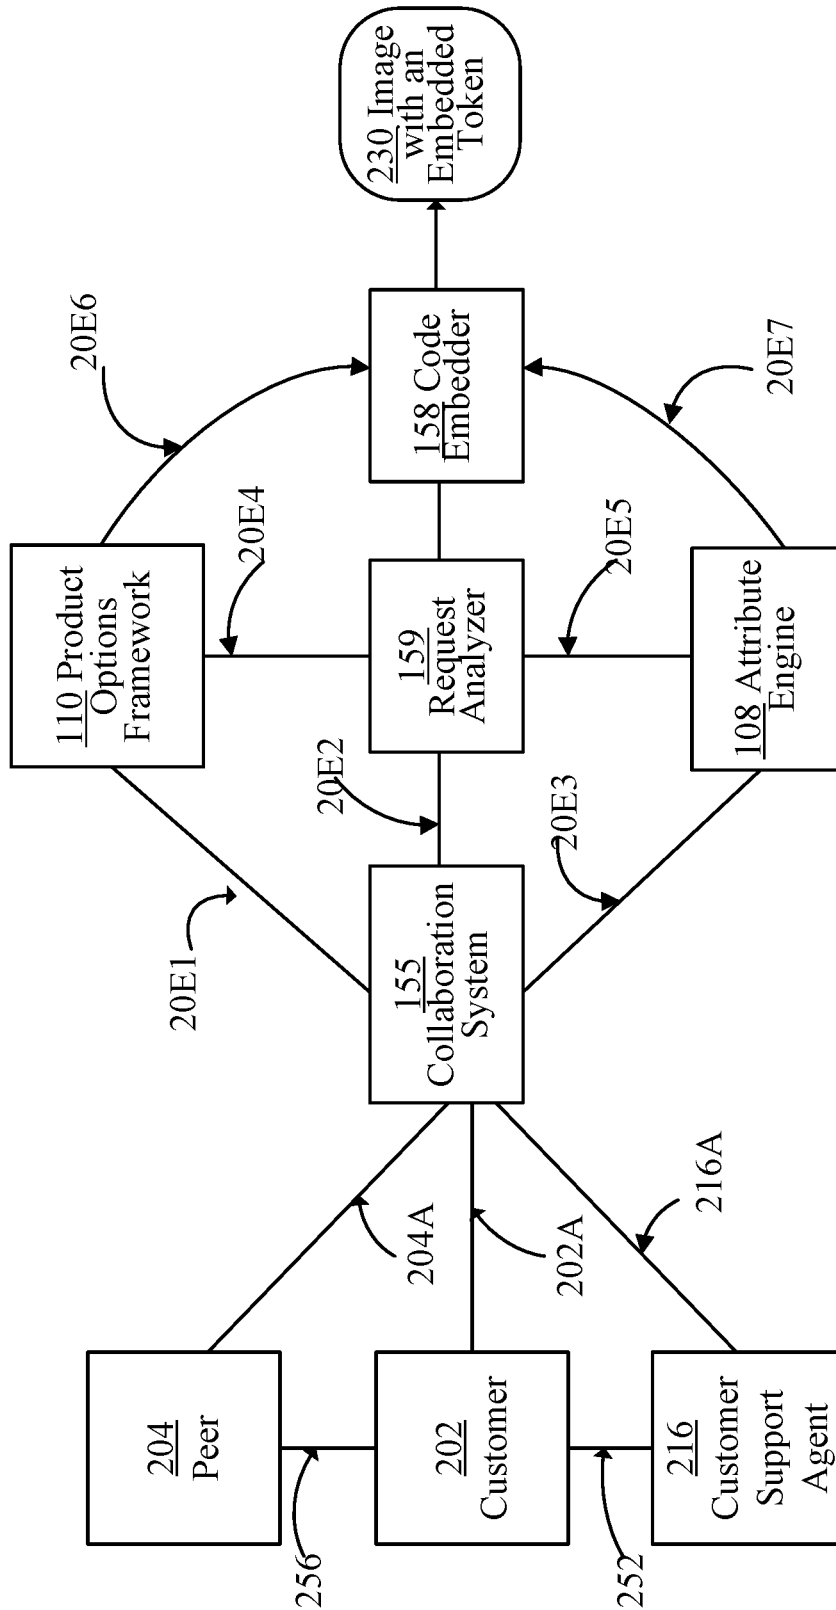 204
Peer
202
Customer
216
Customer
Support
Agent
256
252
204A
202A
216A
155
Collaboration
System
20E1
20E2
20E3
110 Product
Options
Framework
159
Request
Analyzer
108 Attribute
Engine
20E4
20E5
20E6
20E7
158 Code
Embedder
230 Image
with an
Embedded
Token